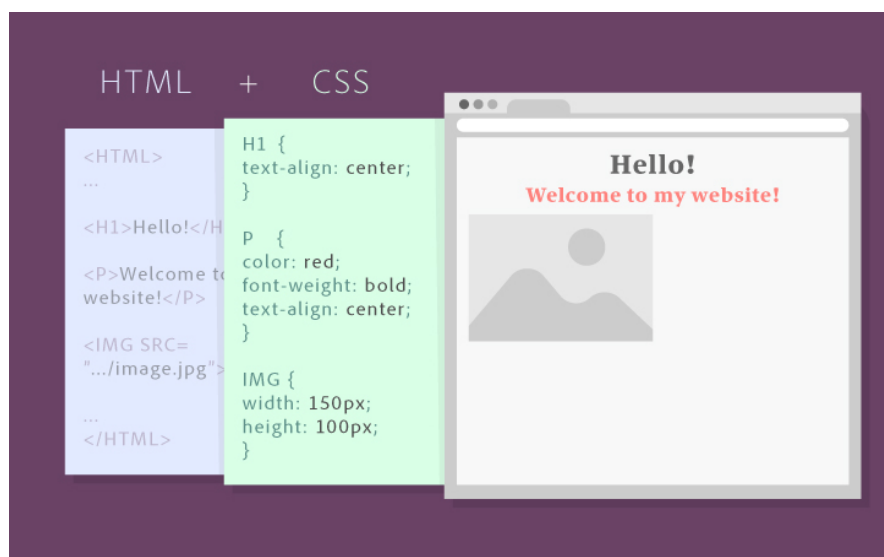 HTML + CSS
<HTML>
...
<H1>Hello!</H
<P>Welcome to
website!</P>
<IMG SRC=
".../image.jpg">
...
</HTML>
H1 {
text-align: center;
}
P {
color: red;
font-weight: bold;
text-align: center;
}
IMG {
width: 150px;
height: 100px;
}
Hello!
Welcome to my website!